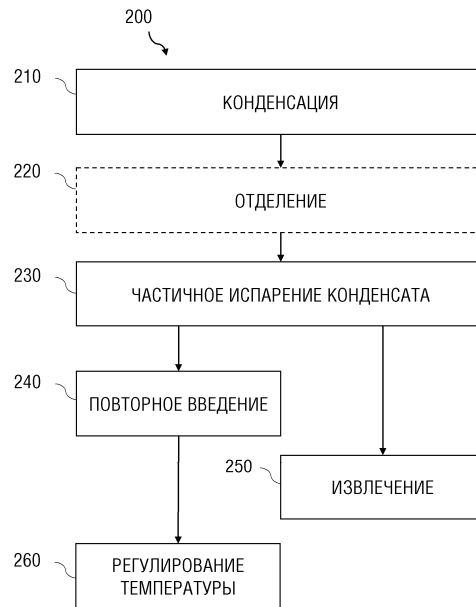 200
210
КОНДЕНСАЦИЯ
220
ОТДЕЛЕНИЕ
230
ЧАСТИЧНОЕ ИСПАРЕНИЕ КОНДЕНСАТА
240
ПОВТОРНОЕ ВВЕДЕНИЕ
250
ИЗВЛЕЧЕНИЕ
260
РЕГУЛИРОВАНИЕ
ТЕМПЕРАТУРЫ